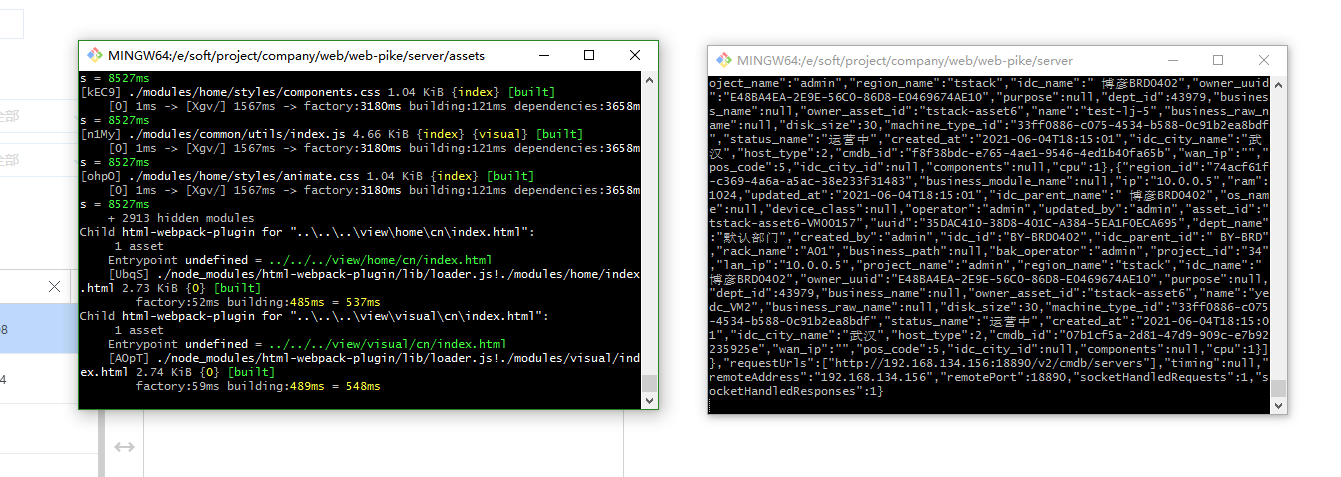 全部
全部
08
4
MINGW64:/e/soft/project/company/web/web-pike/server/assets
s = 8527ms
[kEC9] ./modules/home/styles/components.css 1.04 KiB {index} [built]
[0] 1ms -> [Xgv/] 1567ms -> factory:3180ms building:121ms dependencies:3658m
s = 8527ms
[n1My] ./modules/common/utils/index.js 4.66 KiB {index} {visual} [built]
[0] 1ms -> [Xgv/] 1567ms -> factory:3180ms building:121ms dependencies:3658m
s = 8527ms
[ohpO] ./modules/home/styles/animate.css 1.04 KiB {index} [built]
[0] 1ms -> [Xgv/] 1567ms -> factory:3180ms building:121ms dependencies:3658m
s = 8527ms
+ 2913 hidden modules
Child html-webpack-plugin for "..\..\..\view\home\cn\index.html":
1 asset
Entrypoint undefined = ../../../view/home/cn/index.html
[UbqS] ./node_modules/html-webpack-plugin/lib/loader.js!./modules/home/index
.html 2.73 KiB {0} [built]
factory:52ms building:485ms = 537ms
Child html-webpack-plugin for "..\..\..\view\visual\cn\index.html":
1 asset
Entrypoint undefined = ../../../view/visual/cn/index.html
[AOpT] ./node_modules/html-webpack-plugin/lib/loader.js!./modules/visual/ind
ex.html 2.74 KiB {0} [built]
factory:59ms building:489ms = 548ms
MINGW64:/e/soft/project/company/web/web-pike/server
oject_name":"admin","region_name":"tstack","idc_name":" 博彦BRD0402","owner_uuid
":"E48BA4EA-2E9E-56C0-86D8-E0469674AE10","purpose":null,"dept_id":43979,"busines
s_name":null,"owner_asset_id":"tstack-asset6","name":"test-lj-5","business_raw_n
ame":null,"disk_size":30,"machine_type_id":"33ff0886-c075-4534-b588-0c91b2ea8bdf
","status_name":"运营中","created_at":"2021-06-04T18:15:01","idc_city_name":"武
汉","host_type":2,"cmdb_id":"f8f38bdc-e765-4ae1-9546-4ed1b40fa65b","wan_ip":"","
pos_code":5,"idc_city_id":null,"components":null,"cpu":1},{"region_id":"74acf61f
-c369-4a6a-a5ac-38e233f31483","business_module_name":null,"ip":"10.0.0.5","ram":
1024,"updated_at":"2021-06-04T18:15:01","idc_parent_name":" 博彦BRD0402","os_nam
e":null,"device_class":null,"operator":"admin","updated_by":"admin","asset_id":"
tstack-asset6-VM00157","uuid":"35DAC410-38D8-401C-A384-5EA1F0ECA695","dept_name"
:"默认部门","created_by":"admin","idc_id":"BY-BRD0402","idc_parent_id":" BY-BRD"
,"rack_name":"A01","business_path":null,"bak_operator":"admin","project_id":"34"
,"lan_ip":"10.0.0.5","project_name":"admin","region_name":"tstack","idc_name":"
博彦BRD0402","owner_uuid":"E48BA4EA-2E9E-56C0-86D8-E0469674AE10","purpose":null,
"dept_id":43979,"business_name":null,"owner_asset_id":"tstack-asset6","name":"ye
dc_VM2","business_raw_name":null,"disk_size":30,"machine_type_id":"33ff0886-c075
-4534-b588-0c91b2ea8bdf","status_name":"运营中","created_at":"2021-06-04T18:15:0
1","idc_city_name":"武汉","host_type":2,"cmdb_id":"07b1cf5a-2d81-47d9-909c-e7b92
235925e","wan_ip":"","pos_code":5,"idc_city_id":null,"components":null,"cpu":1}]
},"requestUrls":["http://192.168.134.156:18890/v2/cmdb/servers"],"timing":null,"
remoteAddress":"192.168.134.156","remotePort":18890,"socketHandledRequests":1,"s
ocketHandledResponses":1}